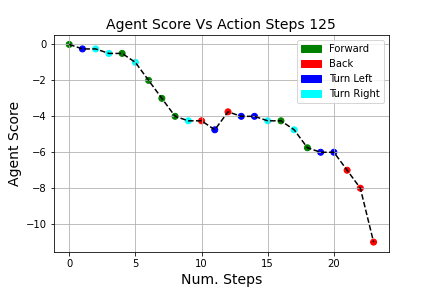 Agent Score Vs Action Steps 125
Forward
Back
Turn Left
Turn Right
Agent Score
0
−2
−4
−6
−8
−10
0 5 10 15 20
Num. Steps